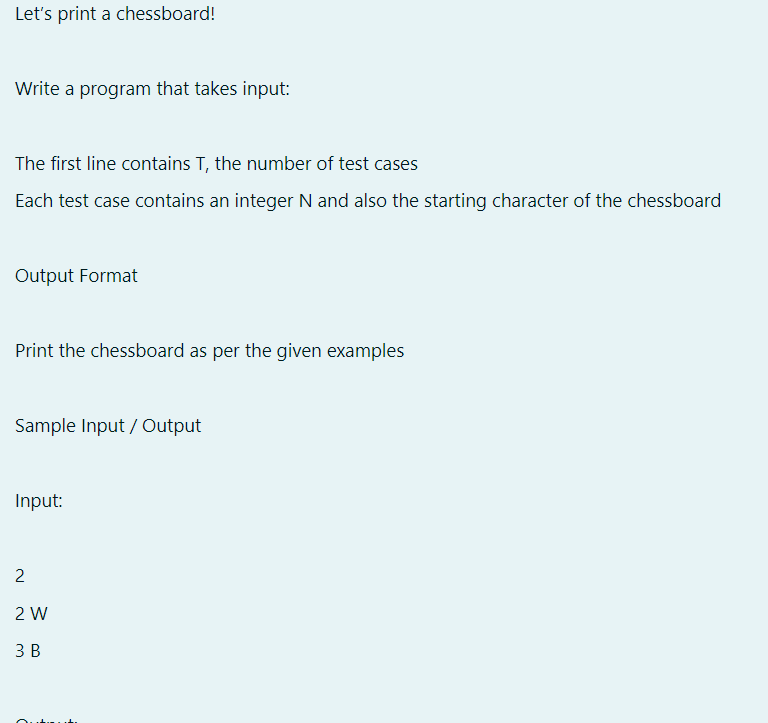 Let's print a chessboard!
Write a program that takes input:
The first line contains T, the number of test cases
Each test case contains an integer N and also the starting character of the chessboard
Output Format
Print the chessboard as per the given examples
Sample Input / Output
Input:
2
2 W
3 B
Output: